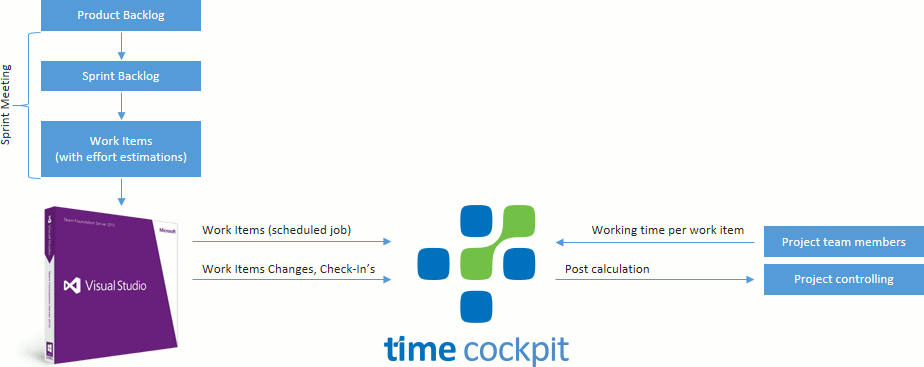 Product Backlog
Sprint Meeting
Sprint Backlog
Work Items
(with effort estimations)
Team Foundation Server 2012
Microsoft
Visual Studio
Visual Studio
Work Items (scheduled job)
Work Items Changes, Check-In's
Working time per work item
Post calculation
Project team members
Project controlling
time cockpit